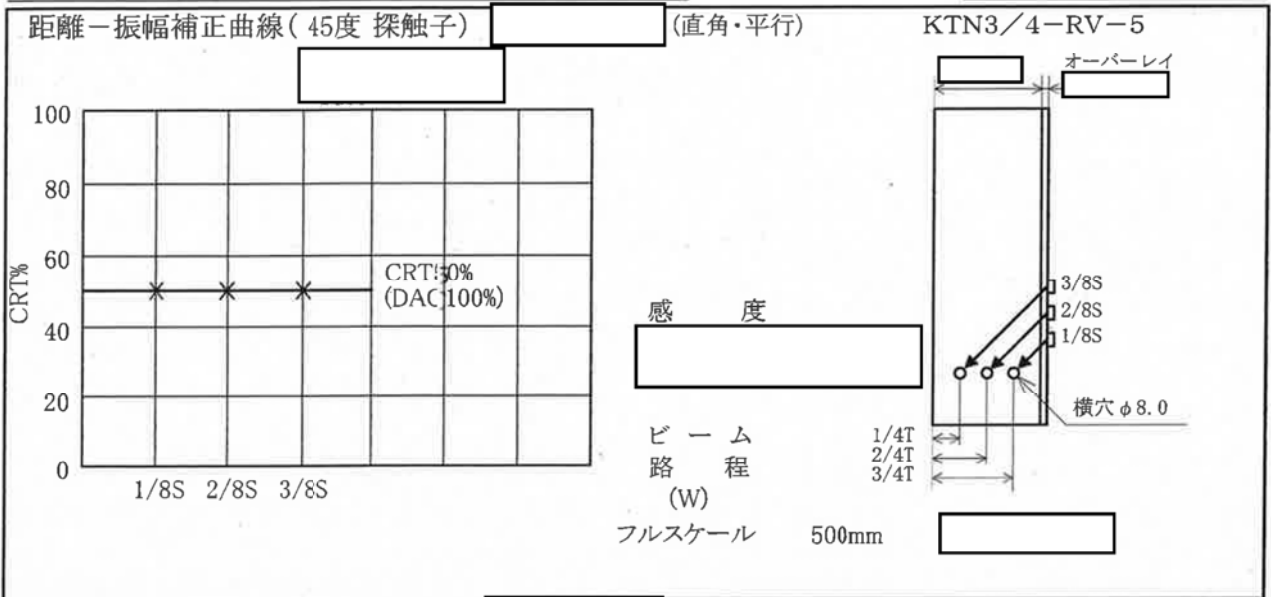 距離－振幅補正曲線( 45度 探触子)
(直角・平行)
KTN3／4－RV－5
オーバーレイ
100
80
60
40
20
0
CRT%
CRT50%
(DAC100%)
1/8S 2/8S 3/8S
感 度
ビ ー ム
路 程
(W)
フルスケール 500mm
3/8S
2/8S
1/8S
横穴φ8.0
1/4T
2/4T
3/4T